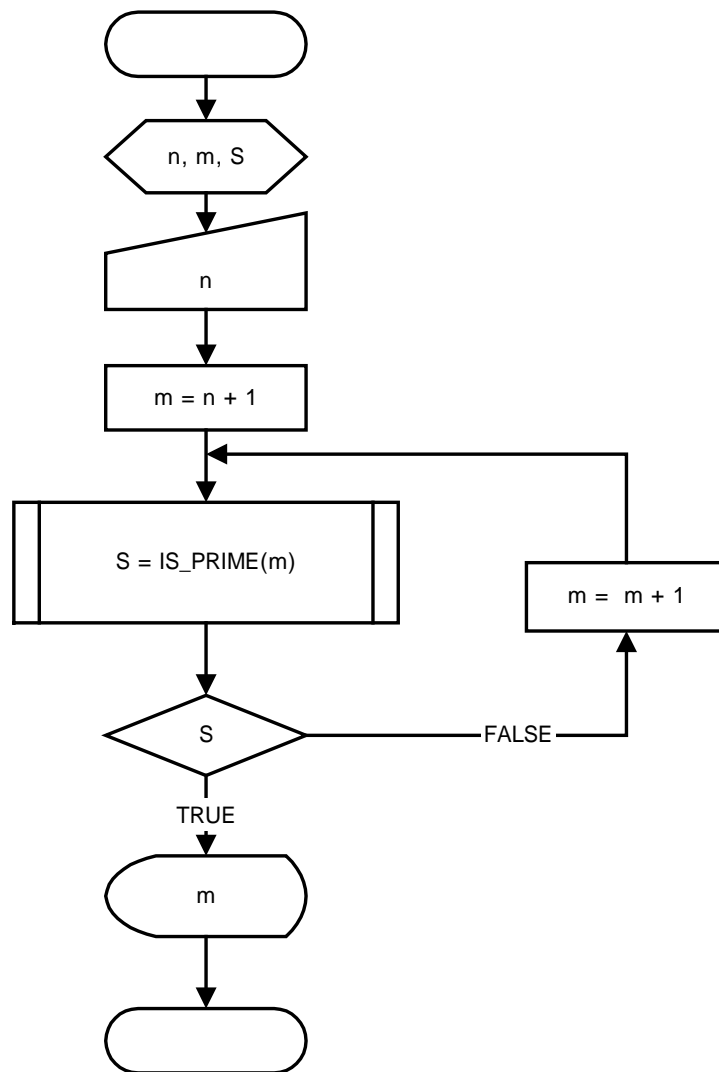 n, m, S
n
m = n + 1
S = IS_PRIME(m)
m = m + 1
S
FALSE
TRUE
m